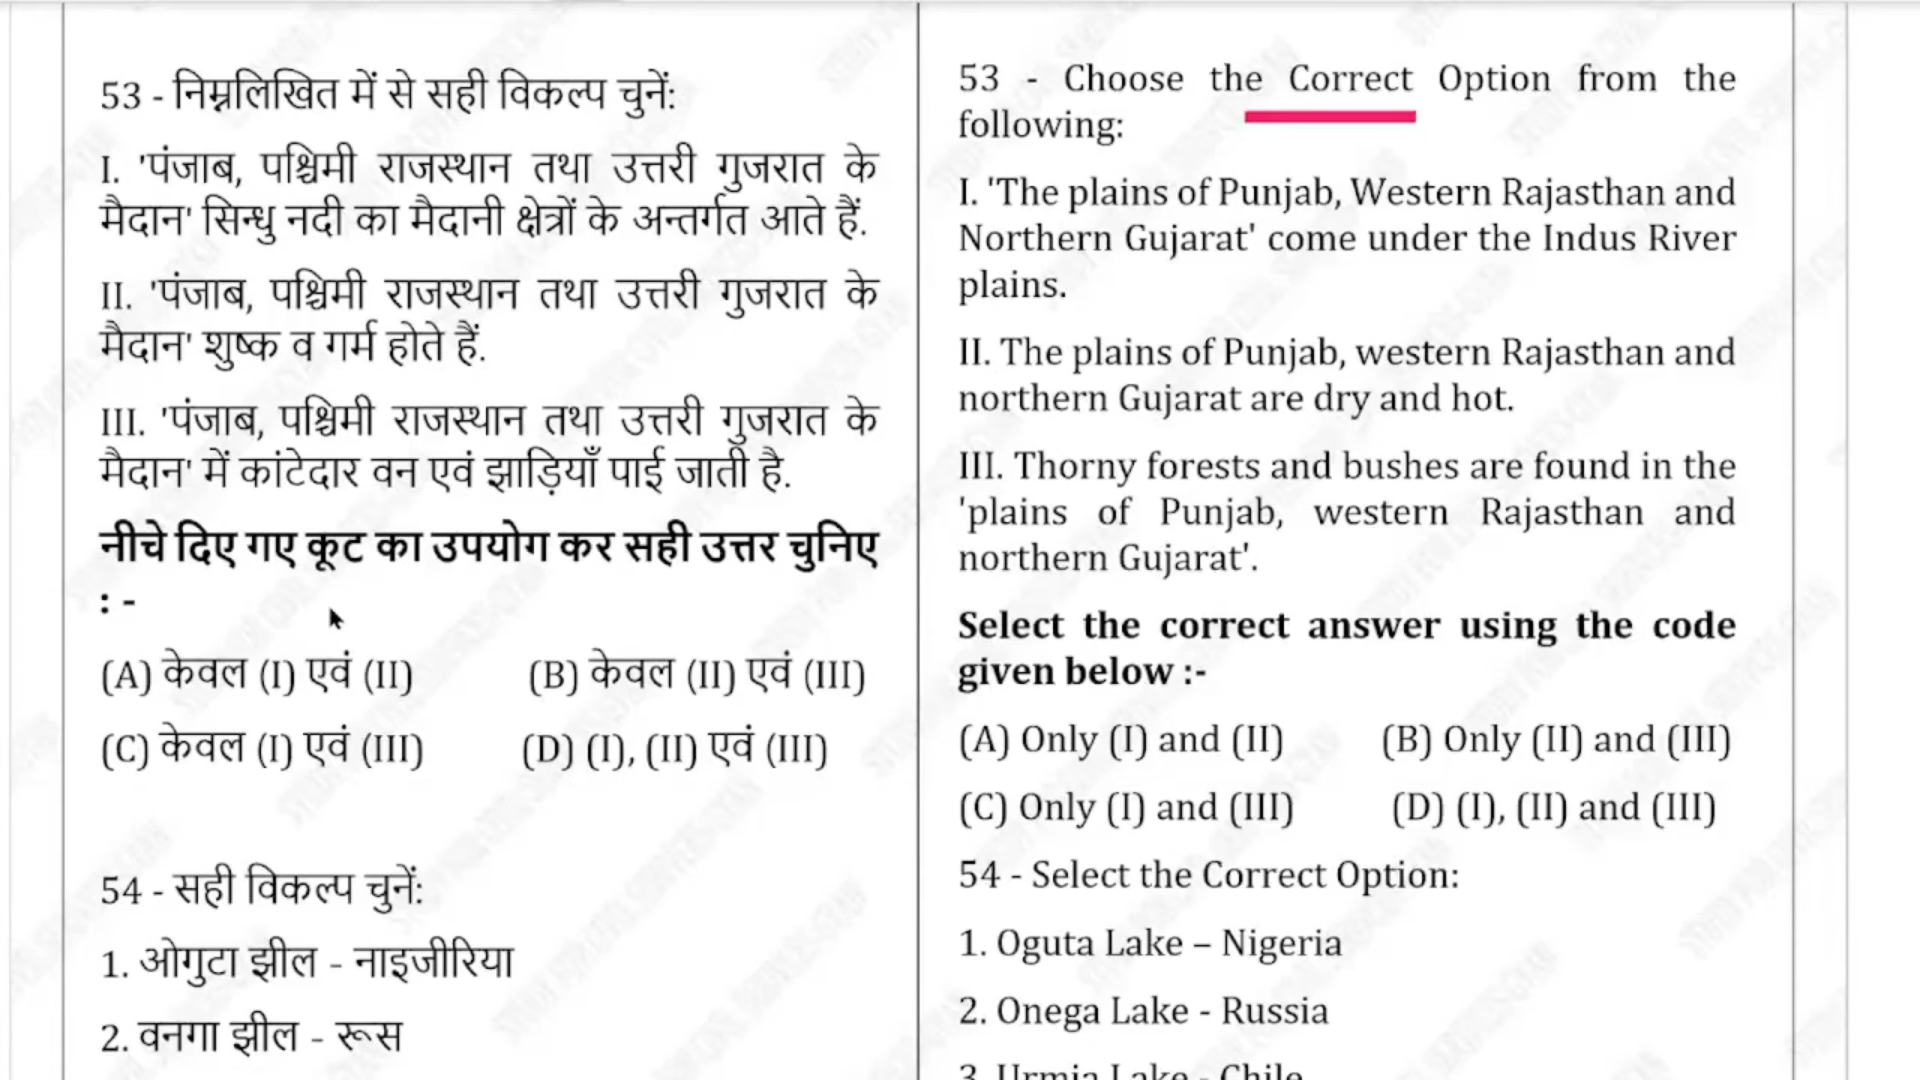 53 - निम्नलिखित में से सही विकल्प चुनें:
I. 'पंजाब, पश्चिमी राजस्थान तथा उत्तरी गुजरात के
मैदान' सिन्धु नदी का मैदानी क्षेत्रों के अन्तर्गत आते हैं.
II. 'पंजाब, पश्चिमी राजस्थान तथा उत्तरी गुजरात के
मैदान' शुष्क व गर्म होते हैं.
III. 'पंजाब, पश्चिमी राजस्थान तथा उत्तरी गुजरात के
मैदान' में कांटेदार वन एवं झाड़ियाँ पाई जाती है.
नीचे दिए गए कूट का उपयोग कर सही उत्तर चुनिए
: -
(A) केवल (I) एवं (II) (B) केवल (II) एवं (III)
(C) केवल (I) एवं (III) (D) (I), (II) एवं (III)
54 - सही विकल्प चुनें:
1. ओगुटा झील - नाइजीरिया
2. वनगा झील - रूस
53 - Choose the Correct Option from the
following:
I. 'The plains of Punjab, Western Rajasthan and
Northern Gujarat' come under the Indus River
plains.
II. The plains of Punjab, western Rajasthan and
northern Gujarat are dry and hot.
III. Thorny forests and bushes are found in the
'plains of Punjab, western Rajasthan and
northern Gujarat'.
Select the correct answer using the code
given below :-
(A) Only (I) and (II) (B) Only (II) and (III)
(C) Only (I) and (III) (D) (I), (II) and (III)
54 - Select the Correct Option:
1. Oguta Lake – Nigeria
2. Onega Lake - Russia
3. Urmia Lake - Chile